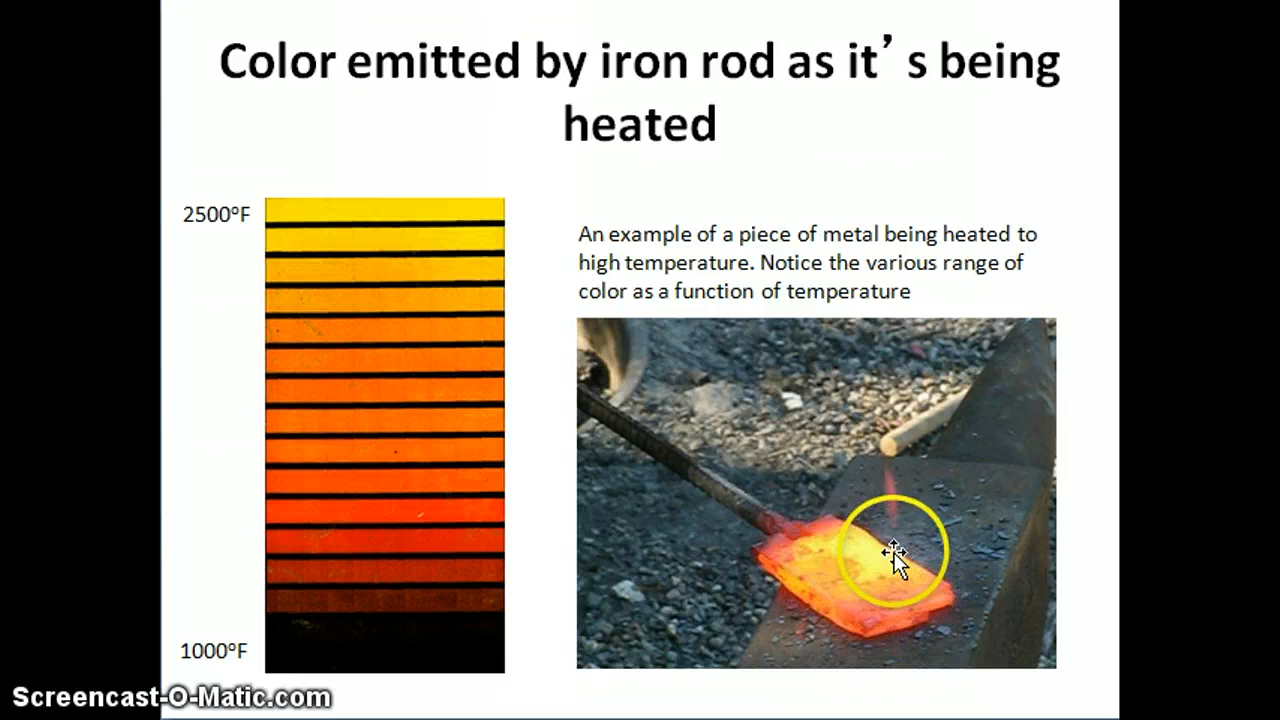 Color emitted by iron rod as it’s being
heated
2500°F
An example of a piece of metal being heated to
high temperature. Notice the various range of
color as a function of temperature
1000°F
Screencast-O-Matic.com